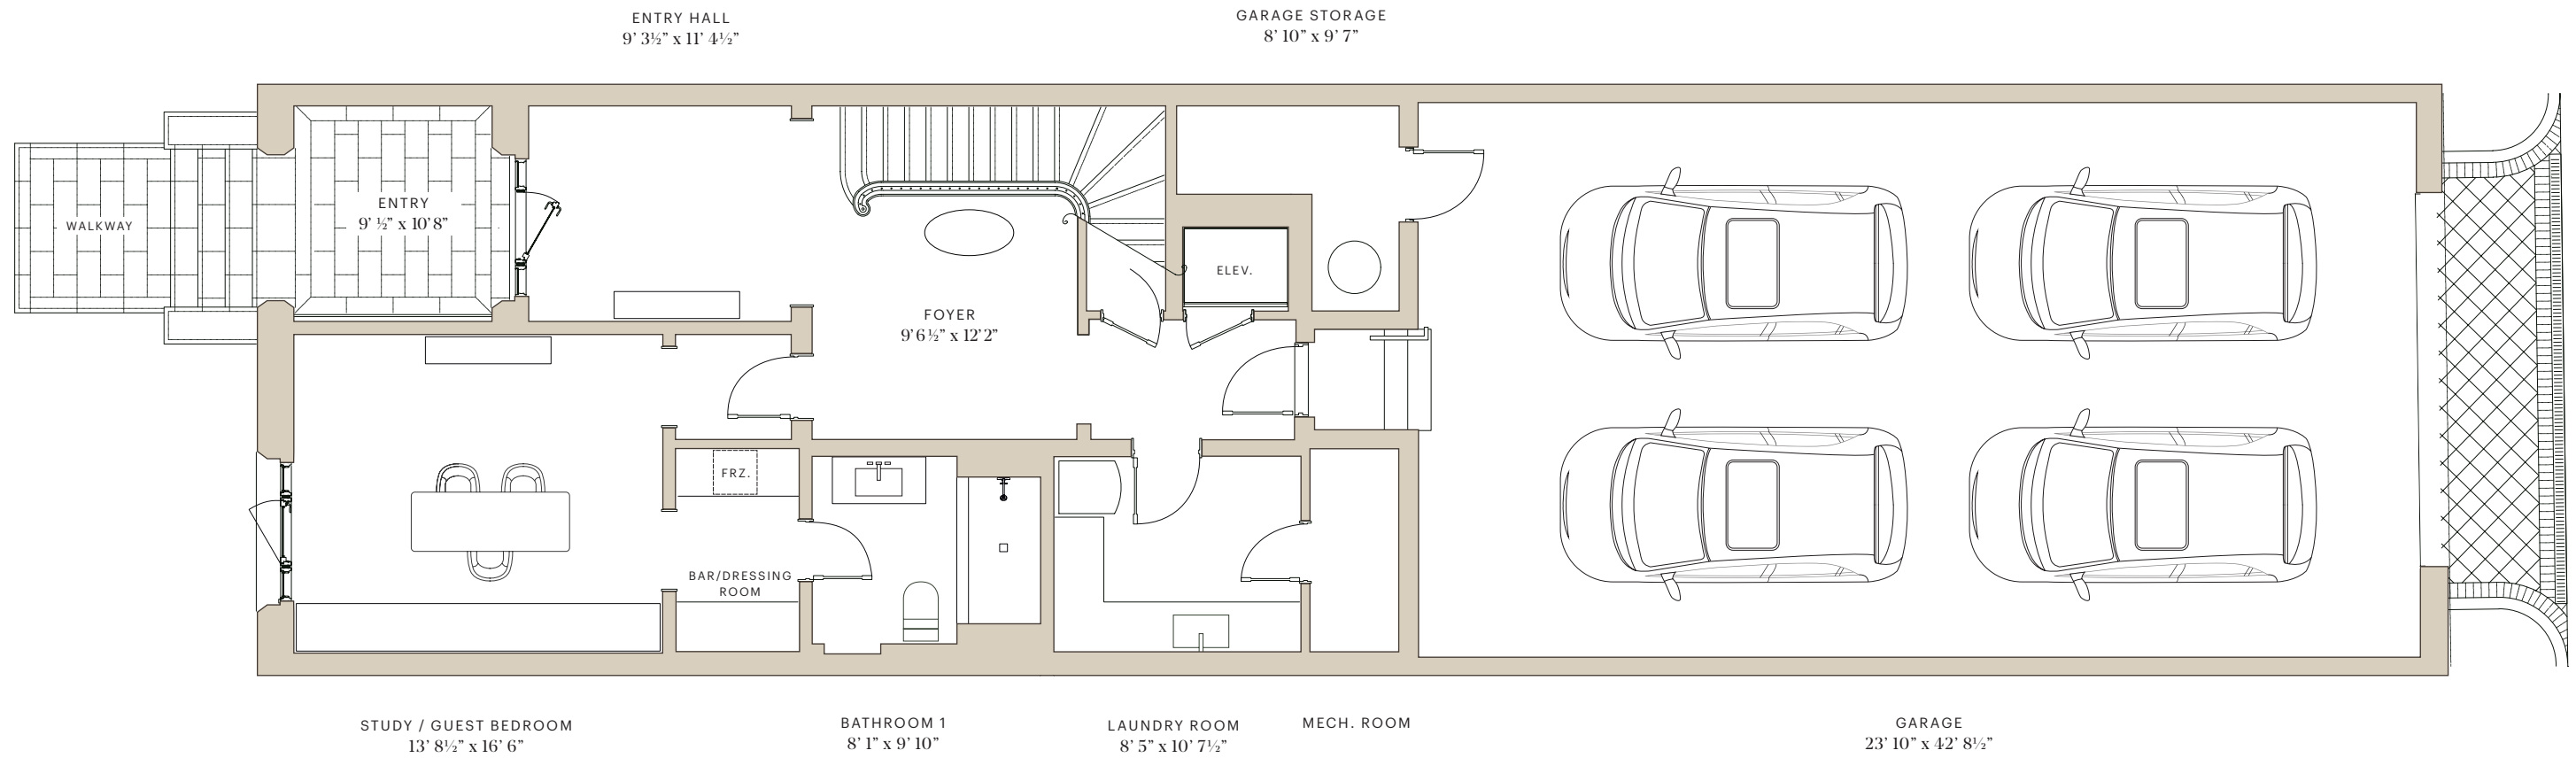 ENTRY HALL
9’ 3½” x 11’ 4½”
GARAGE STORAGE
8’ 10” x 9’ 7”
WALKWAY
ENTRY
9’ ½” x 10’8”
ELEV.
FOYER
9’6½” x 12’2”
FRZ.
BAR/DRESSING
ROOM
STUDY / GUEST BEDROOM
13’ 8½” x 16’ 6”
BATHROOM 1
8’ 1” x 9’ 10”
LAUNDRY ROOM
8’ 5” x 10’ 7½”
MECH. ROOM
GARAGE
23’ 10” x 42’ 8½”